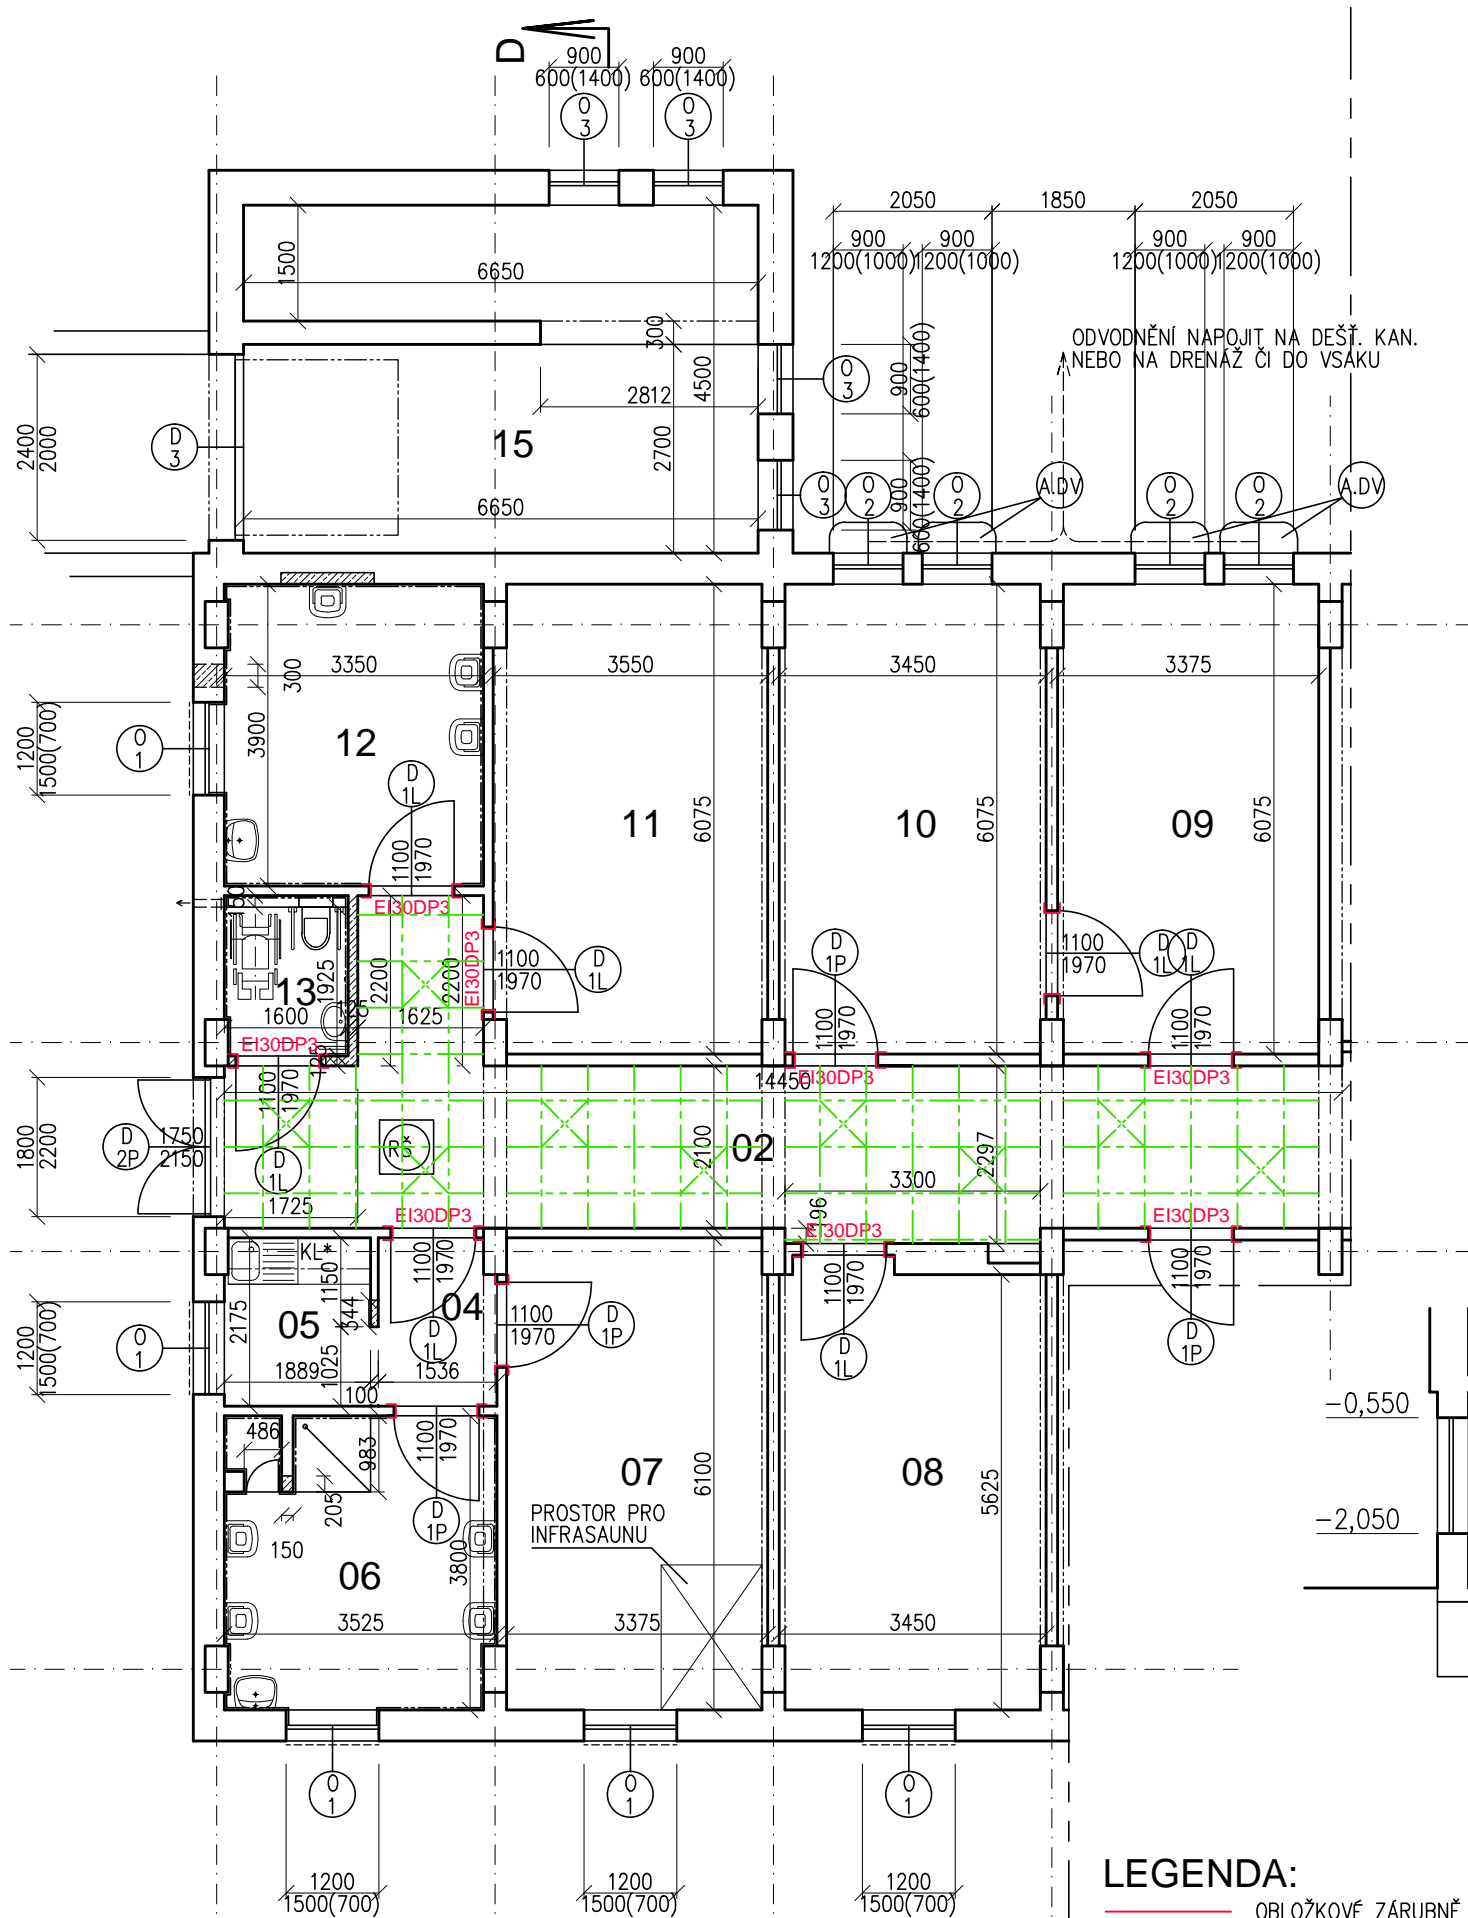 D
900
600(1400)
900
600(1400)
O
3
O
3
2050
1850
2050
900
1200(1000)
900
1200(1000)
900
1200(1000)
900
1200(1000)
1500
6650
300
4500
ODVODNĚNÍ NAPOJIT NA DEŠŤ. KAN.
NEBO NA DRENÁŽ ČI DO VSAKU
O
3
900
600(1400)
2812
2400
2000
D
3
15
2700
6650
O
3
900
600(1400)
O
2
O
2
A.DV
O
2
O
2
A.DV
3350
300
3550
3450
3375
1200
1500(700)
O
1
3900
12
D
1L
11
6075
10
6075
09
6075
1100
1970
EI30DP3
EI30DP3
13
1925
2200
2200
1600
1625
1100
1970
D
1L
D
1P
1100
1970
D
1L
D
1L
EI30DP3
1100
1970
1100
1970
1100
1970
EI30DP3
EI30DP3
14450
1800
2200
D
2P
1750
2150
D
1L
RŠ
2100
02
2297
3300
1725
EI30DP3
196
EI30DP3
EI30DP3
KL*
1150
344
2175
05
04
1025
1889
1536
100
1100
1970
D
1L
1100
1970
D
1P
1100
1970
D
1L
1100
1970
D
1P
1200
1500(700)
O
1
486
983
205
150
1100
1970
D
1P
06
3800
3525
07
6100
PROSTOR PRO
INFRASAUNU
3375
08
5625
3450
-0,550
-2,050
O
1
O
1
O
1
1200
1500(700)
1200
1500(700)
1200
1500(700)
LEGENDA:
OBLOŽKOVÉ ZÁRUBNĚ